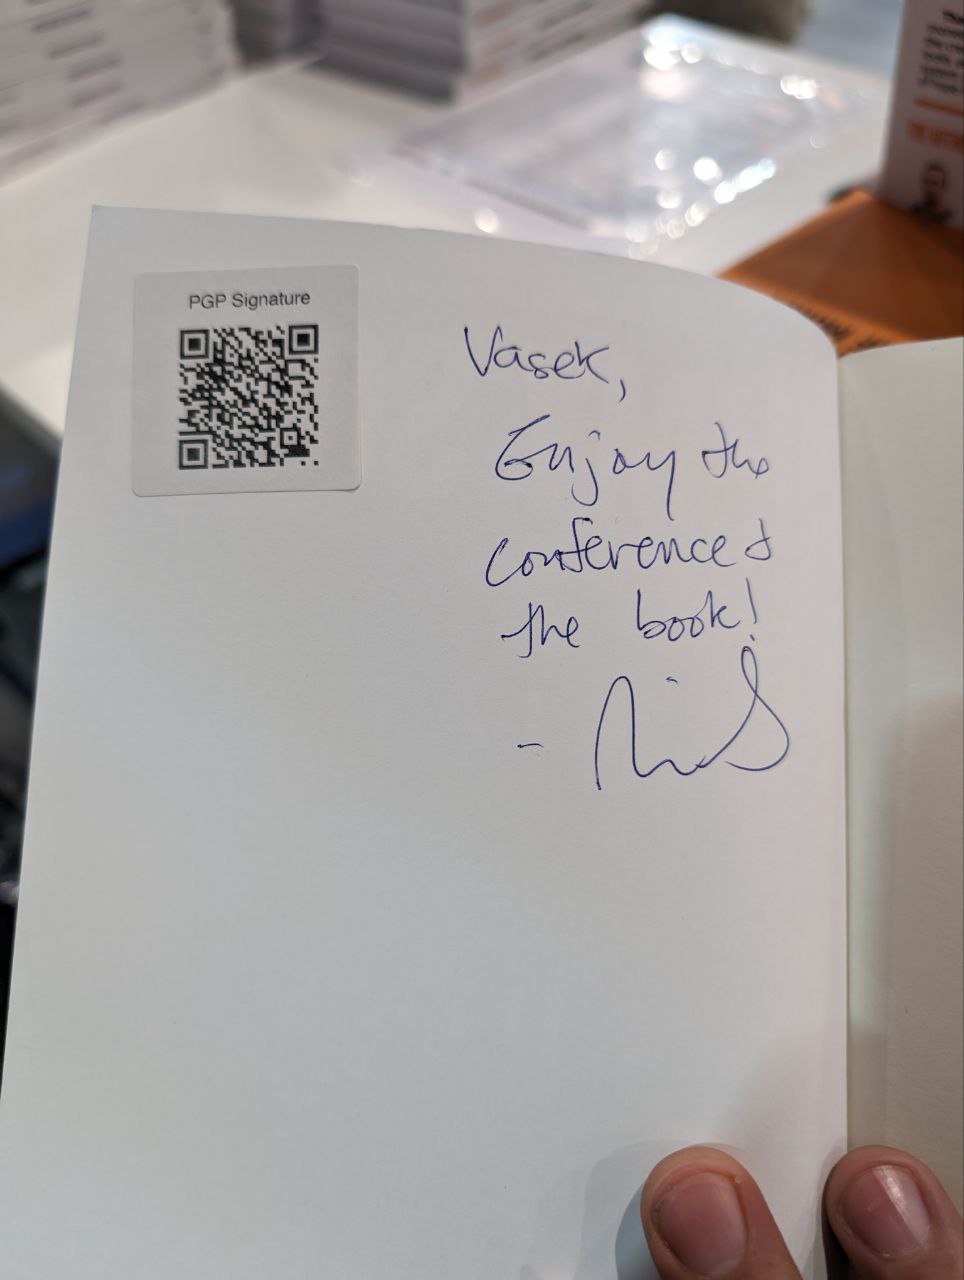 PGP Signature
Vasek,
Enjoy the
conference &
the book!